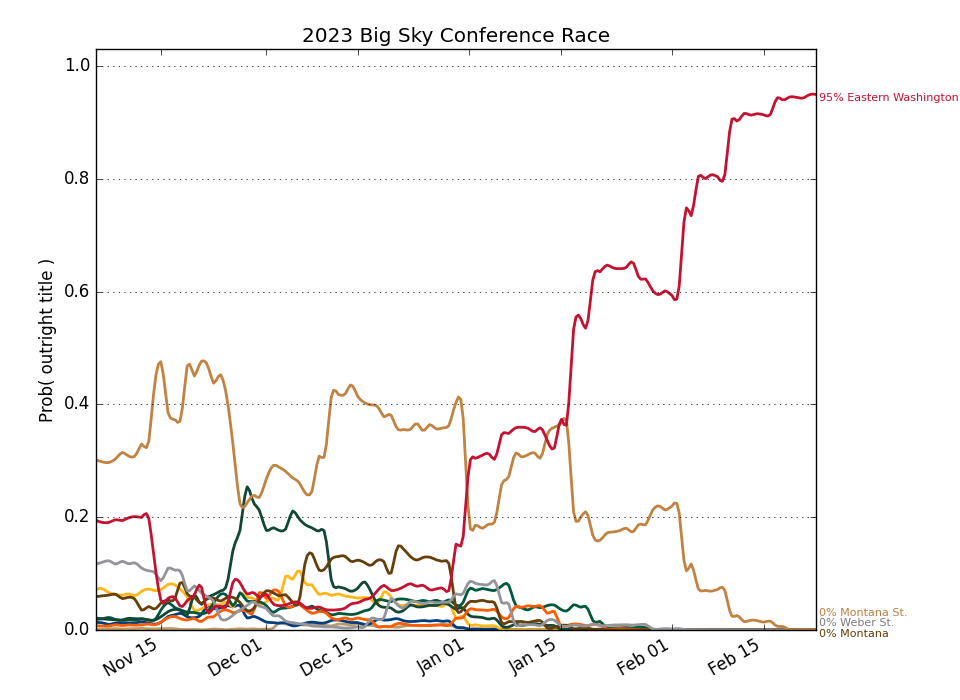 2023 Big Sky Conference Race
Prob( outright title )
1.0
0.8
0.6
0.4
0.2
0.0
95% Eastern Washington
0% Montana St.
0% Weber St.
0% Montana
Nov 15
Dec 01
Dec 15
Jan 01
Jan 15
Feb 01
Feb 15